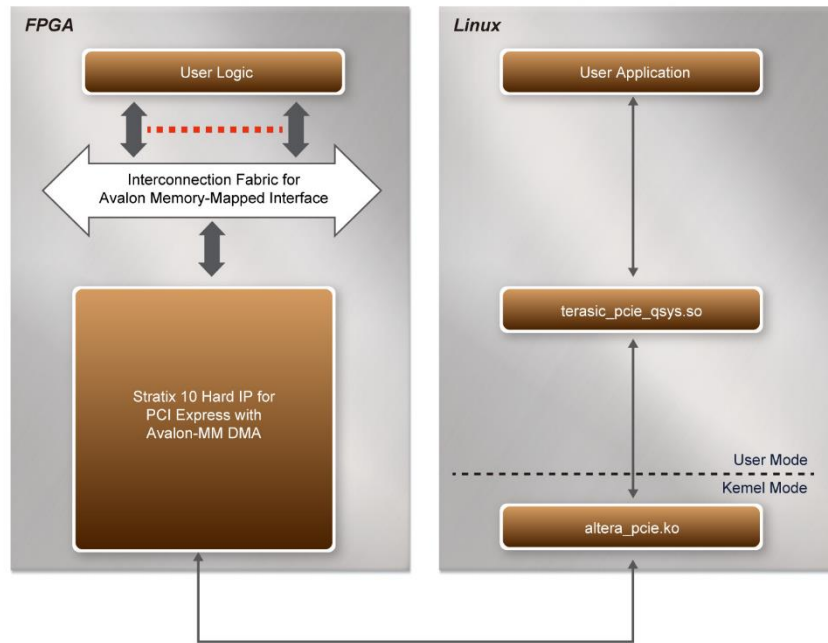 FPGA
User Logic
Interconnection Fabric for
Avalon Memory-Mapped Interface
Stratix 10 Hard IP for
PCI Express with
Avalon-MM DMA
Linux
User Application
terasic_pcie_qsys.so
User Mode
Kemel Mode
altera_pcie.ko